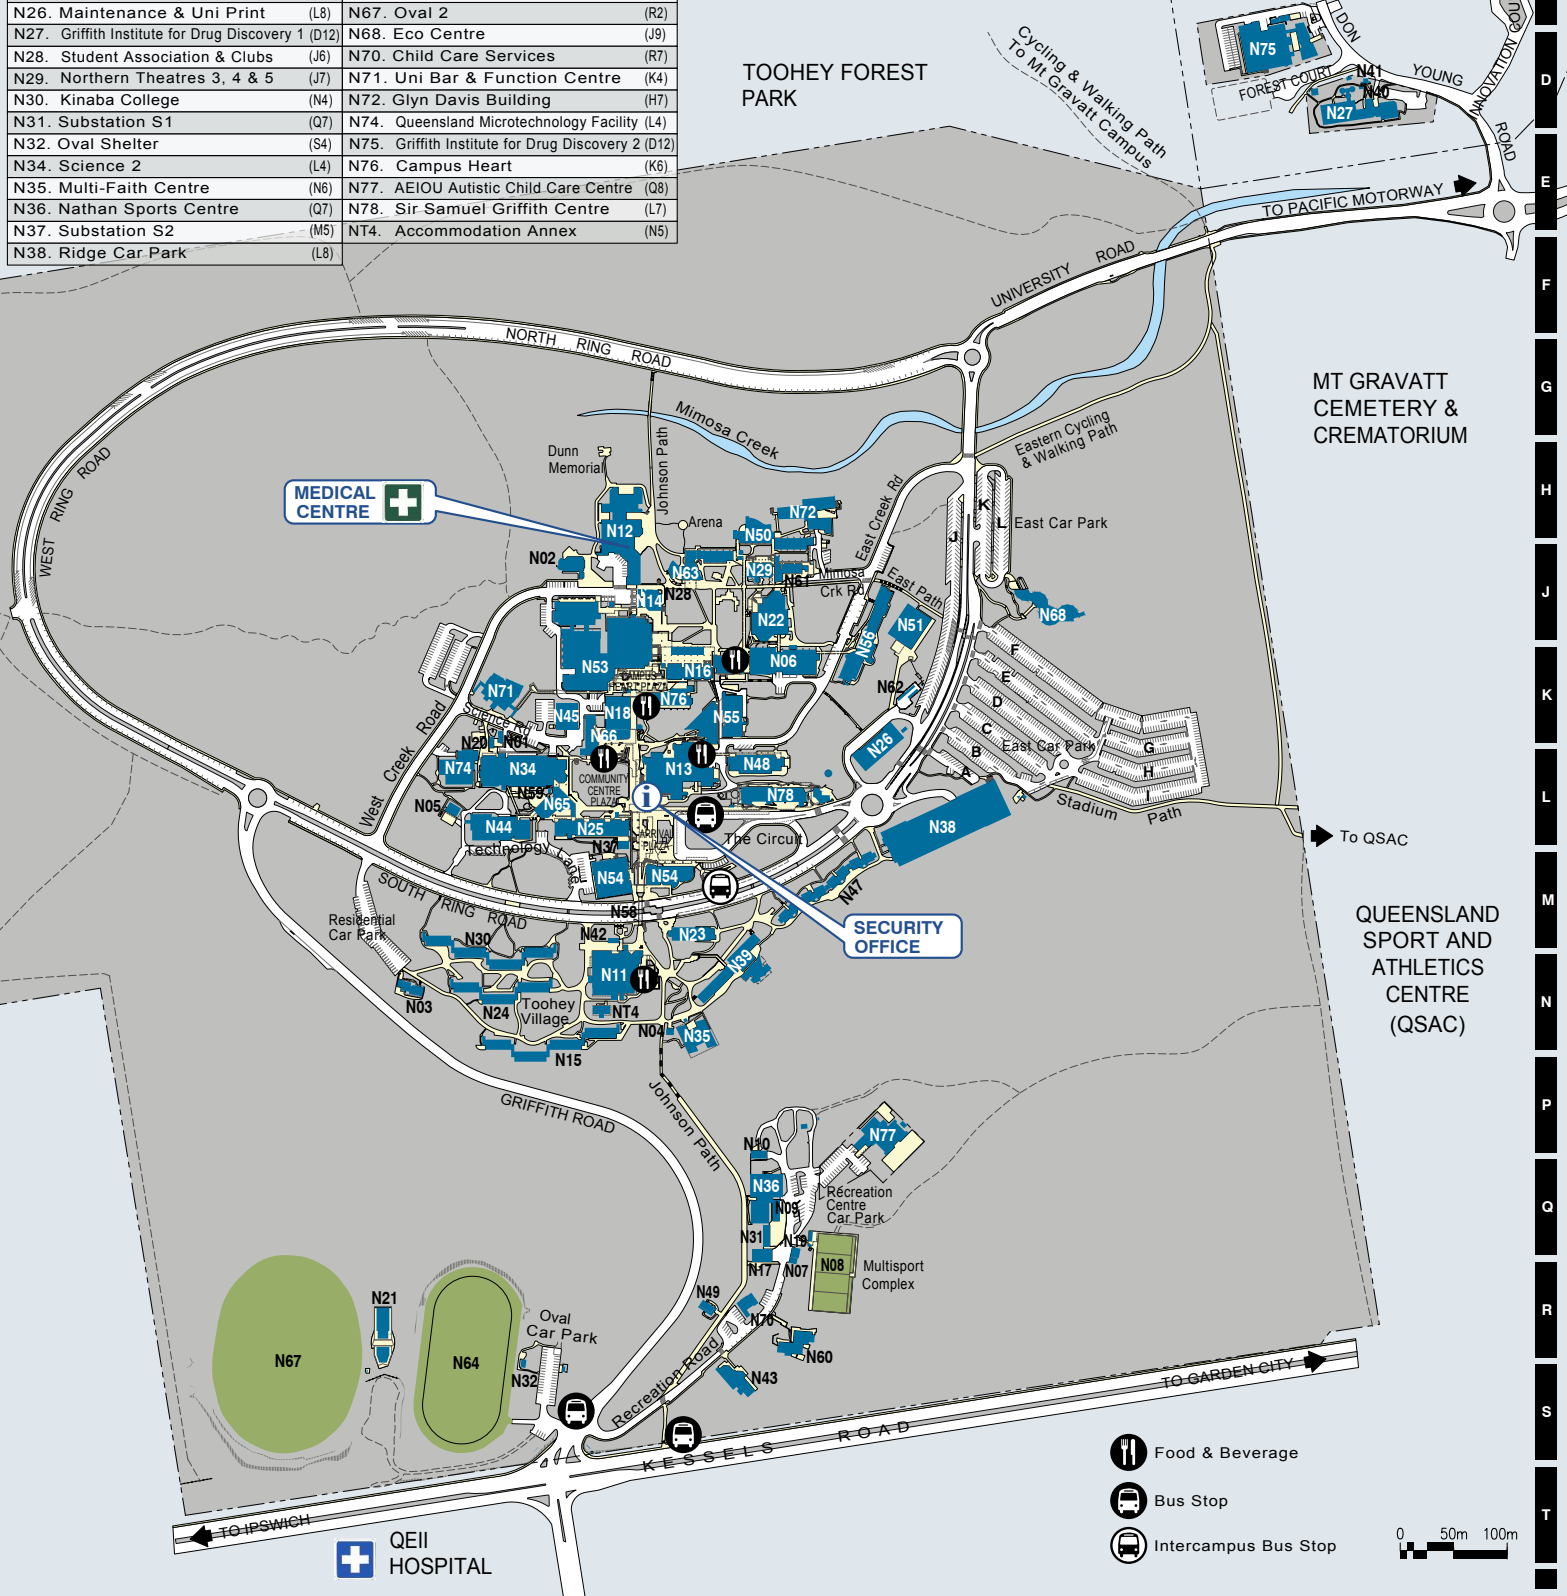 N26. Maintenance & Uni Print (L8)
N27. Griffith Institute for Drug Discovery 1 (D12)
N28. Student Association & Clubs (J6)
N29. Northern Theatres 3, 4 & 5 (J7)
N30. Kinaba College (N4)
N31. Substation S1 (Q7)
N32. Oval Shelter (S4)
N34. Science 2 (L4)
N35. Multi-Faith Centre (N6)
N36. Nathan Sports Centre (Q7)
N37. Substation S2 (M5)
N38. Ridge Car Park (L8)
N67. Oval 2 (R2)
N68. Eco Centre (J9)
N70. Child Care Services (R7)
N71. Uni Bar & Function Centre (K4)
N72. Glyn Davis Building (H7)
N74. Queensland Microtechnology Facility (L4)
N75. Griffith Institute for Drug Discovery 2 (D12)
N76. Campus Heart (K6)
N77. AEIOU Autistic Child Care Centre (Q8)
N78. Sir Samuel Griffith Centre (L7)
NT4. Accommodation Annex (N5)
TOOHEY FOREST
PARK
Cycling & Walking Path
To Mt Gravatt Campus
N75
DON
YOUNG
ROAD
FOREST COURT
N41
N40
N27
D
E
F
G
H
J
K
L
M
N
P
Q
R
S
T
TO PACIFIC MOTORWAY
UNIVERSITY ROAD
NORTH RING ROAD
WEST RING ROAD
MT GRAVATT
CEMETERY &
CREMATORIUM
Mimosa Creek
Eastern Cycling
& Walking Path
Johnson Path
Dunn
Memorial
MEDICAL
CENTRE
N12
Arena
N72
N50
East Creek Rd
K
L
J
East Car Park
N02
N63
N29
N61
Mimosa
Crk Rd
East Path
N14
N28
N22
N56
N51
N68
N53
N16
N06
CAMPUS
HEART PLAZA
N76
N62
F
E
D
C
B
A
East Car Park
G
H
I
N71
Science Rd
N45
N18
N66
N55
N26
N20
N61
N74
N34
N13
N48
West Creek Road
COMMUNITY
CENTRE
PLAZA
N59
N65
N78
N05
N44
N25
Technology Lane
N37
ARRIVAL
PLAZA
The Circuit
N38
Stadium Path
To QSAC
N54
N54
N47
SOUTH RING ROAD
N58
Residential
Car Park
SECURITY
OFFICE
QUEENSLAND
SPORT AND
ATHLETICS
CENTRE
(QSAC)
N30
N42
N23
N39
N11
N03
N24
Toohey
Village
NT4
N04
N35
N15
GRIFFITH ROAD
Johnson Path
N77
N10
N36
N09
Recreation
Centre
Car Park
N31
N19
N17
N07
N08
Multisport
Complex
N49
N70
N60
N43
N21
Oval
Car Park
N67
N64
N32
Recreation Road
TO GARDEN CITY
KESSELS ROAD
TO IPSWICH
QEII
HOSPITAL
Food & Beverage
Bus Stop
Intercampus Bus Stop
0 50m 100m